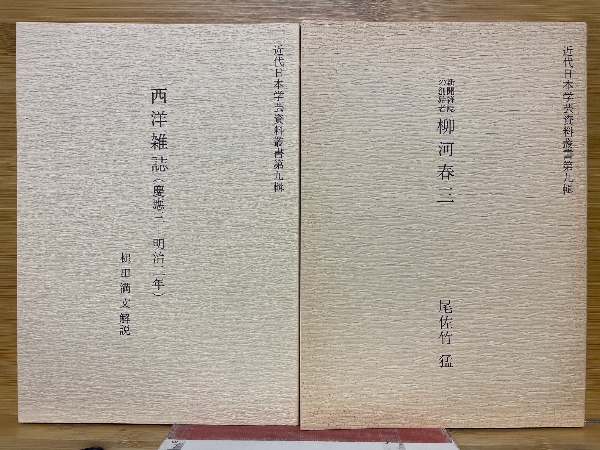 近代日本学芸資料叢書第九輯
新聞雑誌
の創始者
柳河春三
尾佐竹猛
近代日本学芸資料叢書第九輯
西洋雑誌(慶應三-明治二年)
槌田満文解説